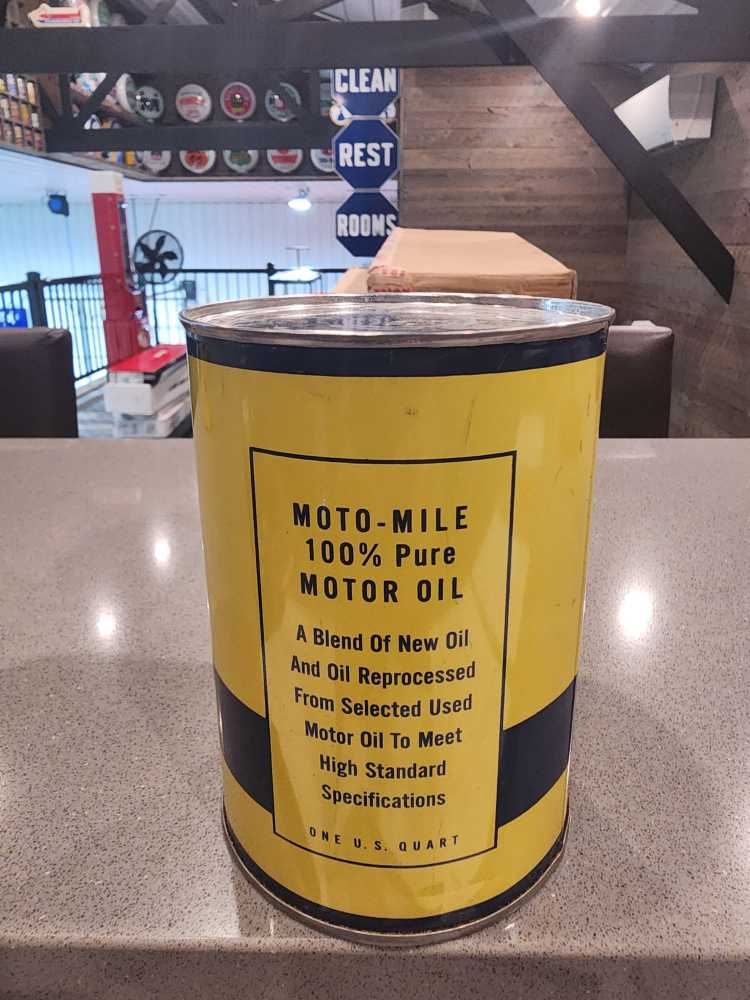 CLEAN
REST
ROOMS
MOTO-MILE
100% Pure
MOTOR OIL
A Blend Of New Oil
And Oil Reprocessed
From Selected Used
Motor Oil To Meet
High Standard
Specifications
ONE U.S. QUART